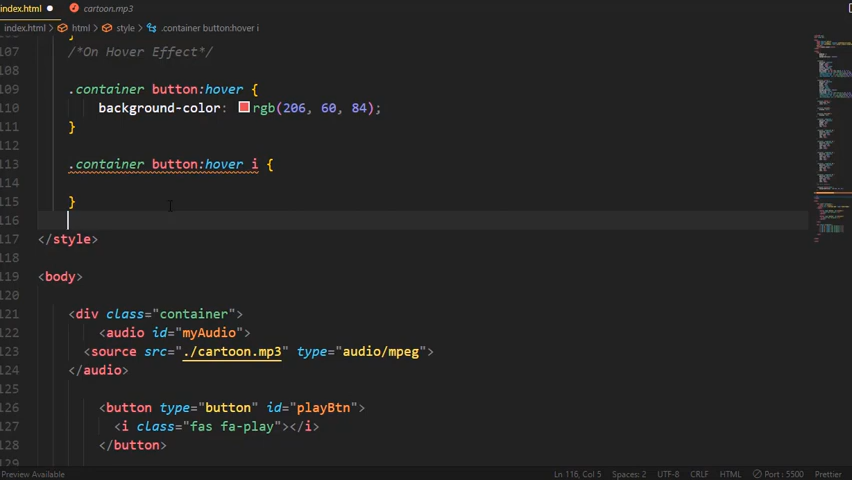 index.html ● cartoon.mp3
index.html > html > style > .container button:hover i
107 /*On Hover Effect*/
108
109 .container button:hover {
110 background-color: rgb(206, 60, 84);
111 }
112
113 .container button:hover i {
114
115 }
116
117 </style>
118
119 <body>
120
121 <div class="container">
122 <audio id="myAudio">
123 <source src="./cartoon.mp3" type="audio/mpeg">
124 </audio>
125
126 <button type="button" id="playBtn">
127 <i class="fas fa-play"></i>
128 </button>
129
Preview Available Ln 116, Col 5 Spaces: 2 UTF-8 CRLF HTML Port : 5500 Prettier